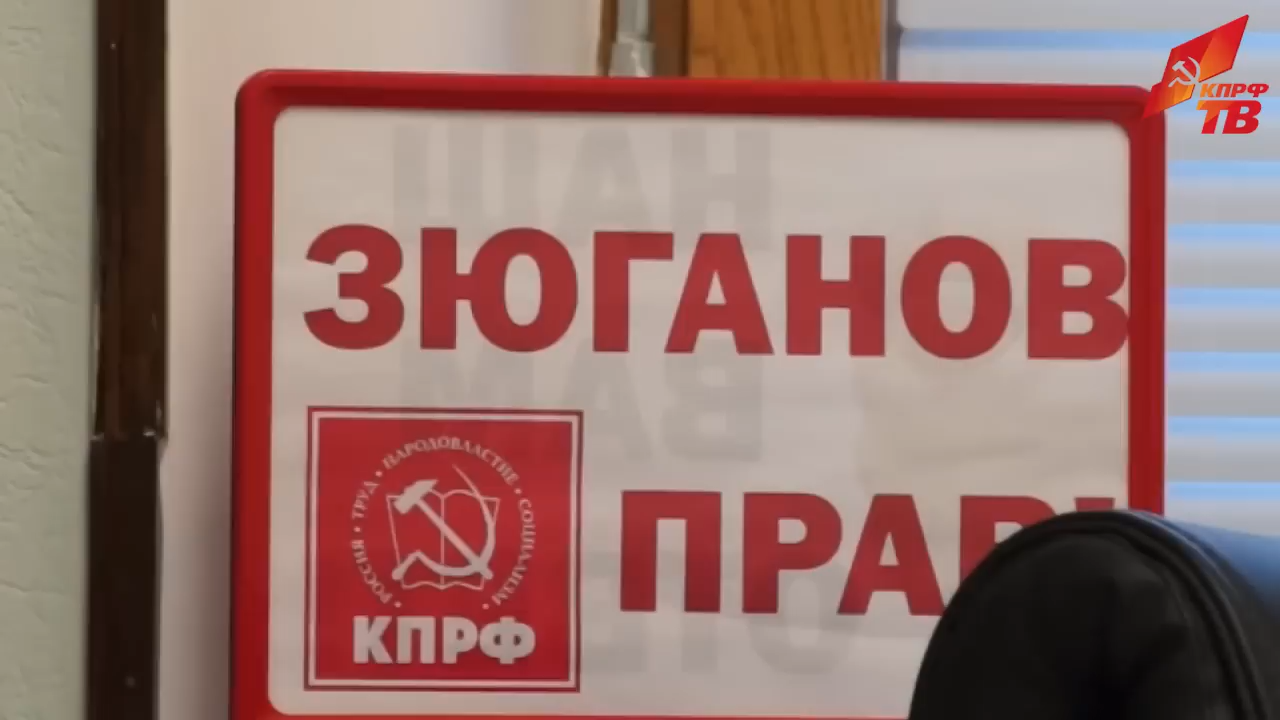 КПРФ
ТВ
ЗЮГАНОВ
РОССИЯ • ТРУД • НАРОДОВЛАСТИЕ • СОЦИАЛИЗМ
КПРФ